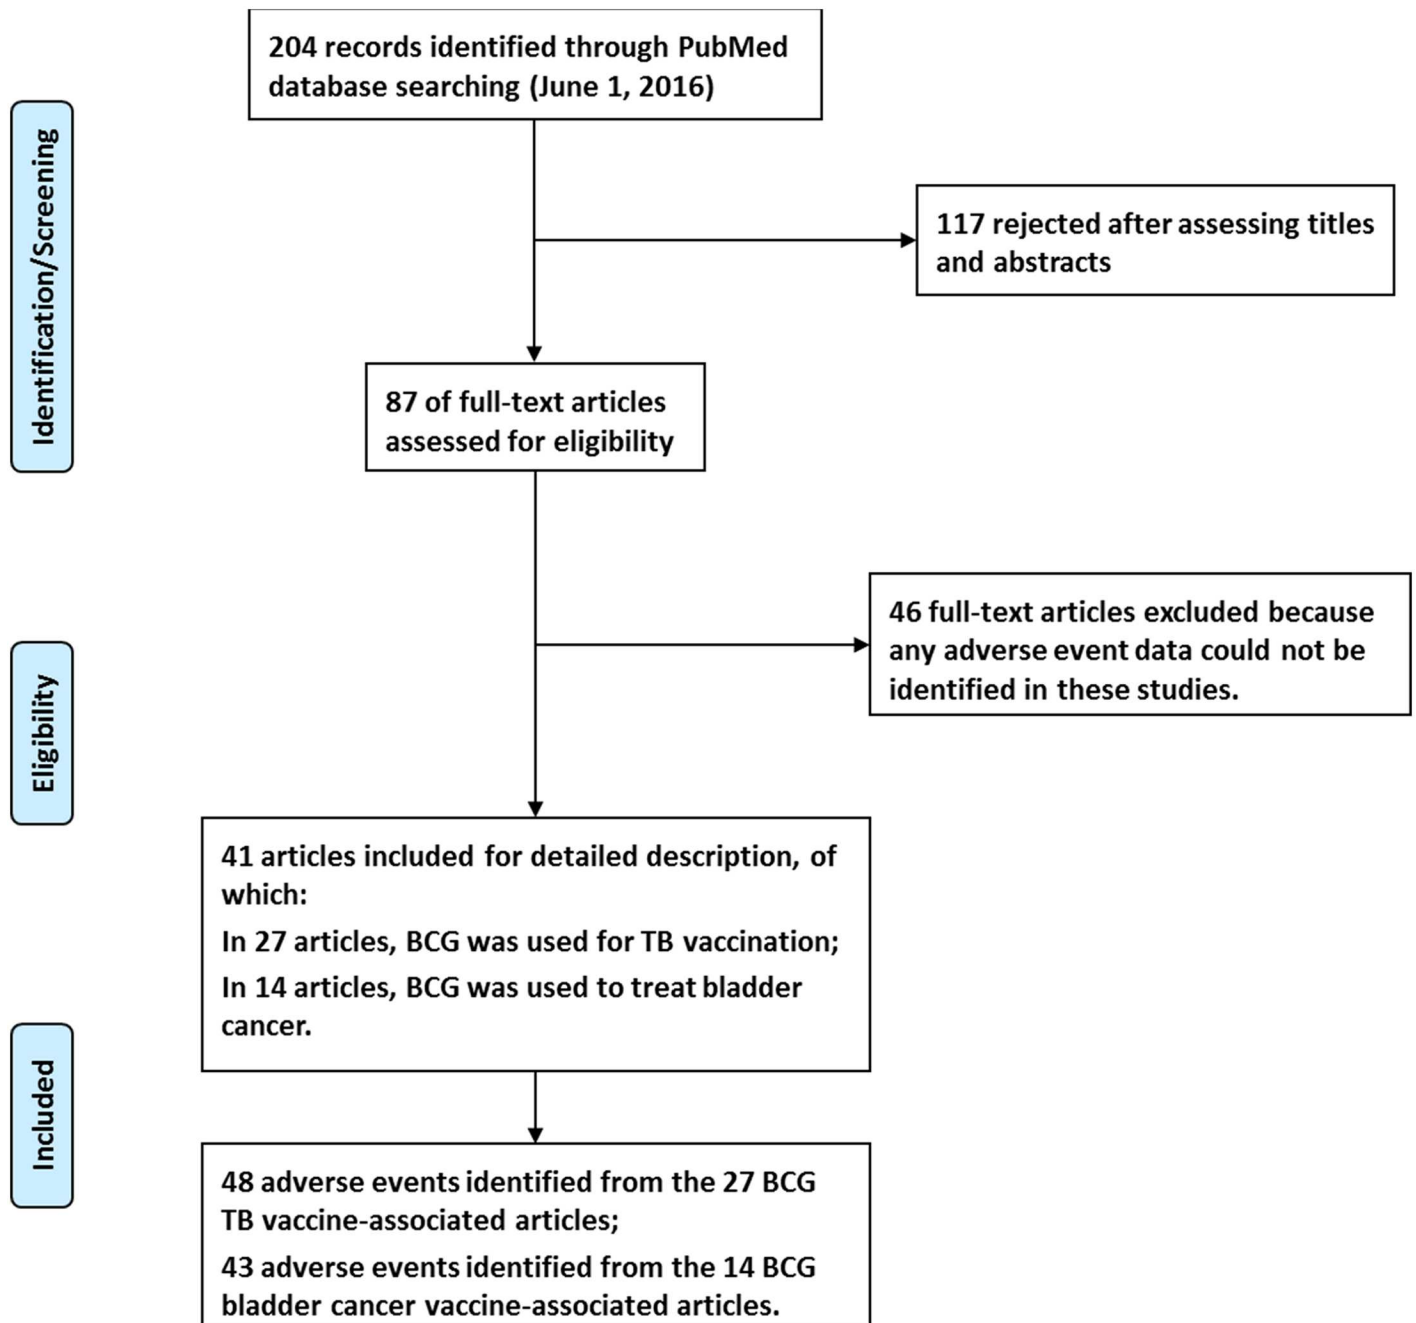 204 records identified through PubMed
database searching (June 1, 2016)
Identification/Screening
117 rejected after assessing titles
and abstracts
87 of full-text articles
assessed for eligibility
46 full-text articles excluded because
any adverse event data could not be
identified in these studies.
Eligibility
41 articles included for detailed description, of
which:
In 27 articles, BCG was used for TB vaccination;
In 14 articles, BCG was used to treat bladder
cancer.
Included
48 adverse events identified from the 27 BCG
TB vaccine-associated articles;
43 adverse events identified from the 14 BCG
bladder cancer vaccine-associated articles.